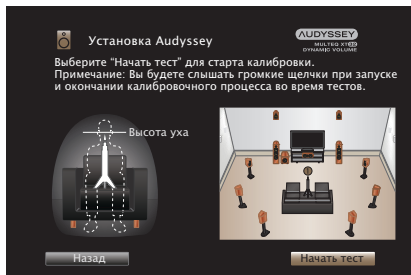 Установка Audyssey
AUDYSSEY
MULTEQ XT32
DYNAMIC VOLUME
Выберите “Начать тест” для старта калибровки.
Примечание: Вы будете слышать громкие щелчки при запуске
и окончании калибровочного процесса во время тестов.
Высота уха
Назад
Начать тест